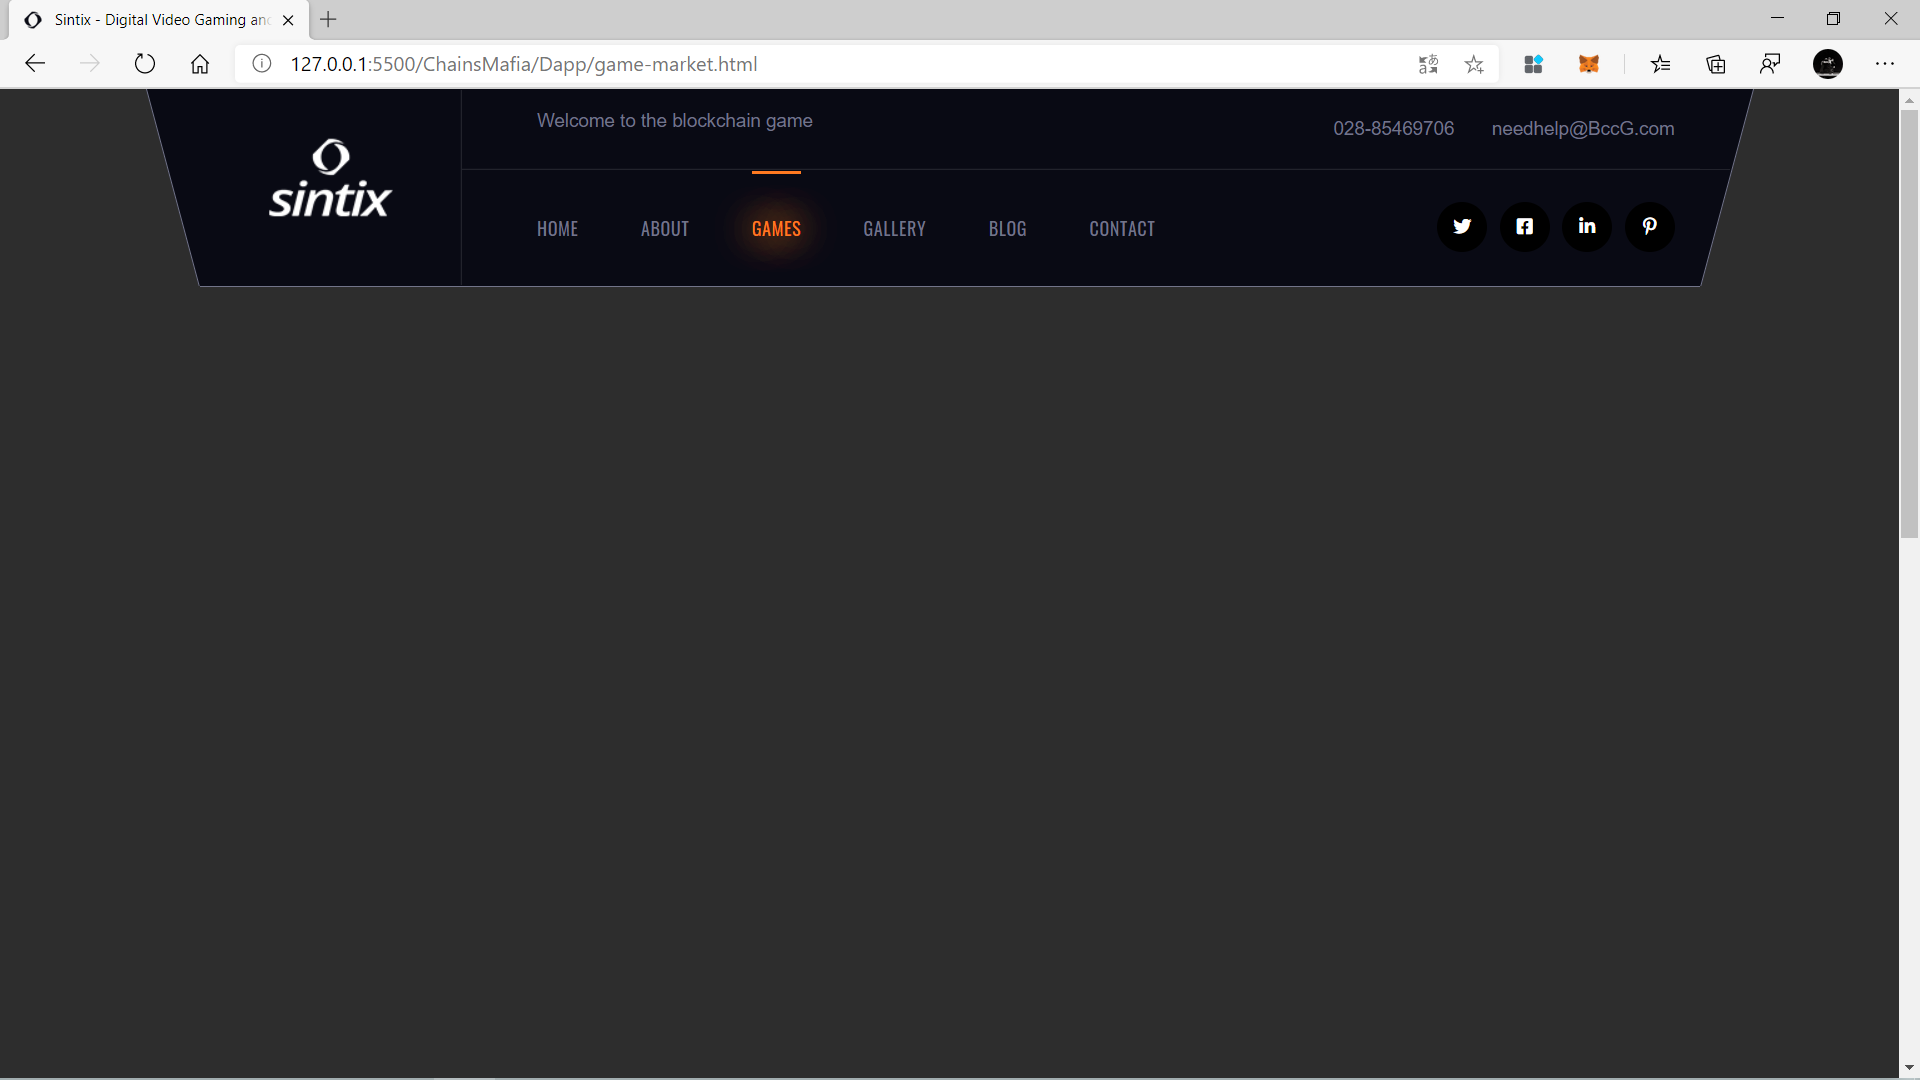 Sintix - Digital Video Gaming and
127.0.0.1:5500/ChainsMafia/Dapp/game-market.html
Welcome to the blockchain game
028-85469706
needhelp@BccG.com
sintix
HOME ABOUT GAMES GALLERY BLOG CONTACT